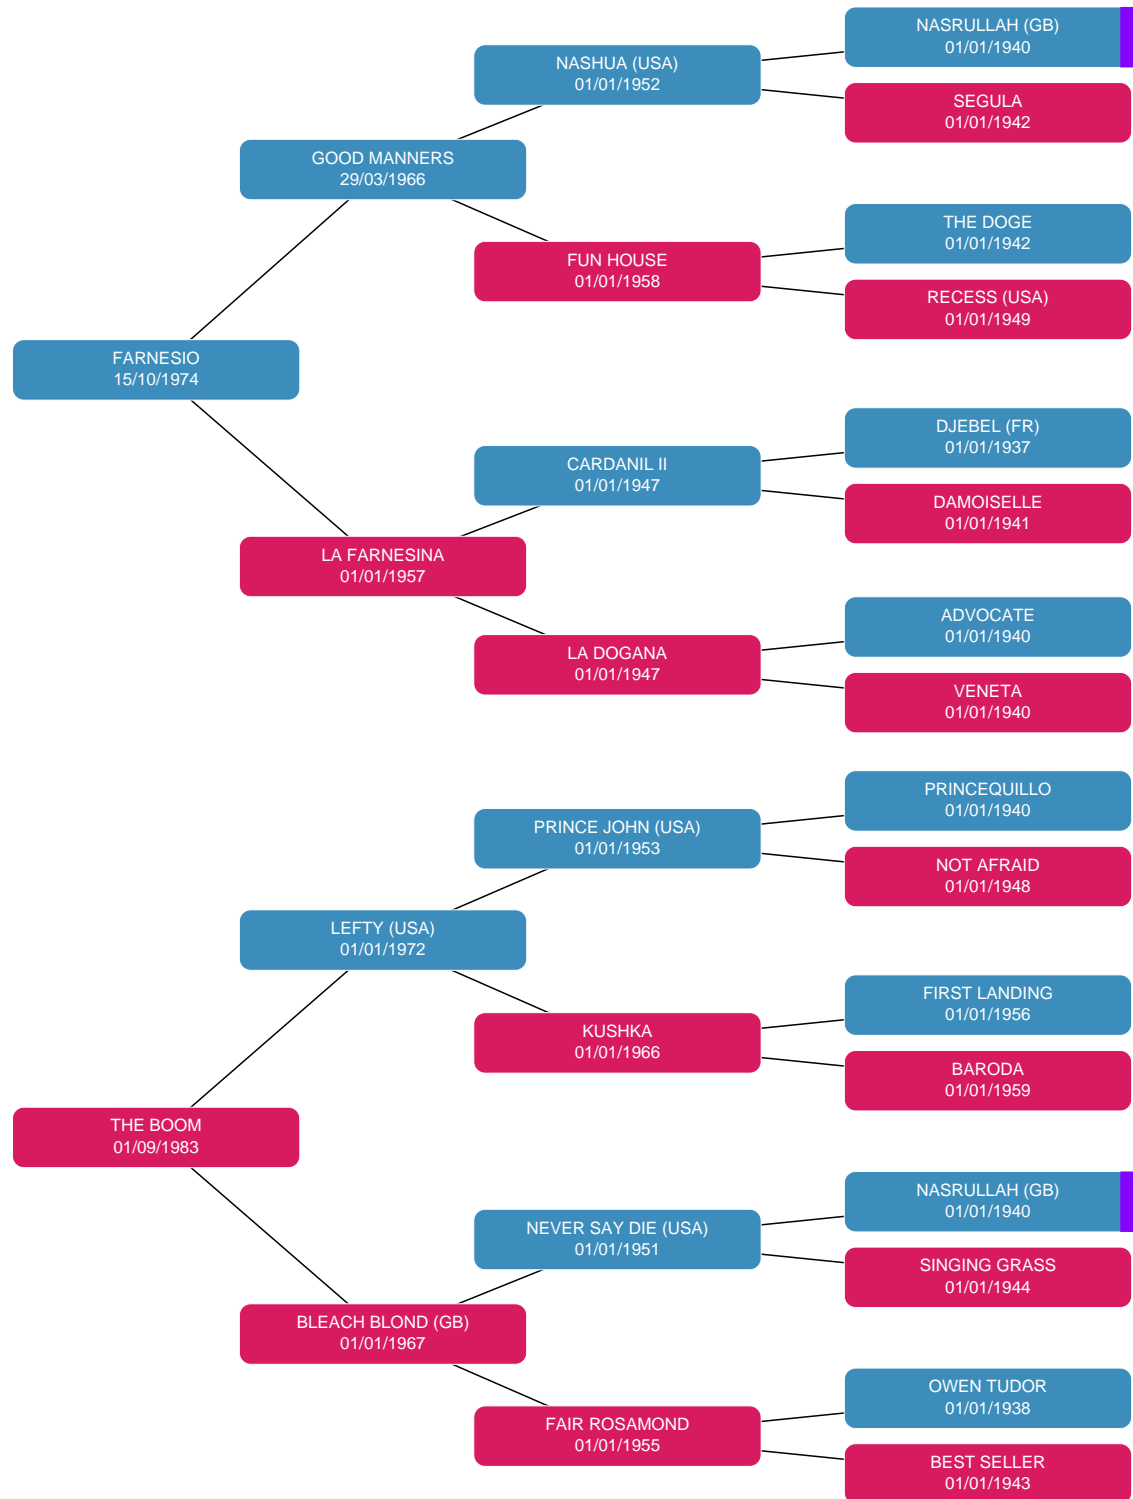 NASRULLAH (GB)
01/01/1940
NASHUA (USA)
01/01/1952
SEGULA
01/01/1942
GOOD MANNERS
29/03/1966
THE DOGE
01/01/1942
FUN HOUSE
01/01/1958
RECESS (USA)
01/01/1949
FARNESIO
15/10/1974
DJEBEL (FR)
01/01/1937
CARDANIL II
01/01/1947
DAMOISELLE
01/01/1941
LA FARNESINA
01/01/1957
ADVOCATE
01/01/1940
LA DOGANA
01/01/1947
VENETA
01/01/1940
PRINCEQUILLO
01/01/1940
PRINCE JOHN (USA)
01/01/1953
NOT AFRAID
01/01/1948
LEFTY (USA)
01/01/1972
FIRST LANDING
01/01/1956
KUSHKA
01/01/1966
BARODA
01/01/1959
THE BOOM
01/09/1983
NASRULLAH (GB)
01/01/1940
NEVER SAY DIE (USA)
01/01/1951
SINGING GRASS
01/01/1944
BLEACH BLOND (GB)
01/01/1967
OWEN TUDOR
01/01/1938
FAIR ROSAMOND
01/01/1955
BEST SELLER
01/01/1943